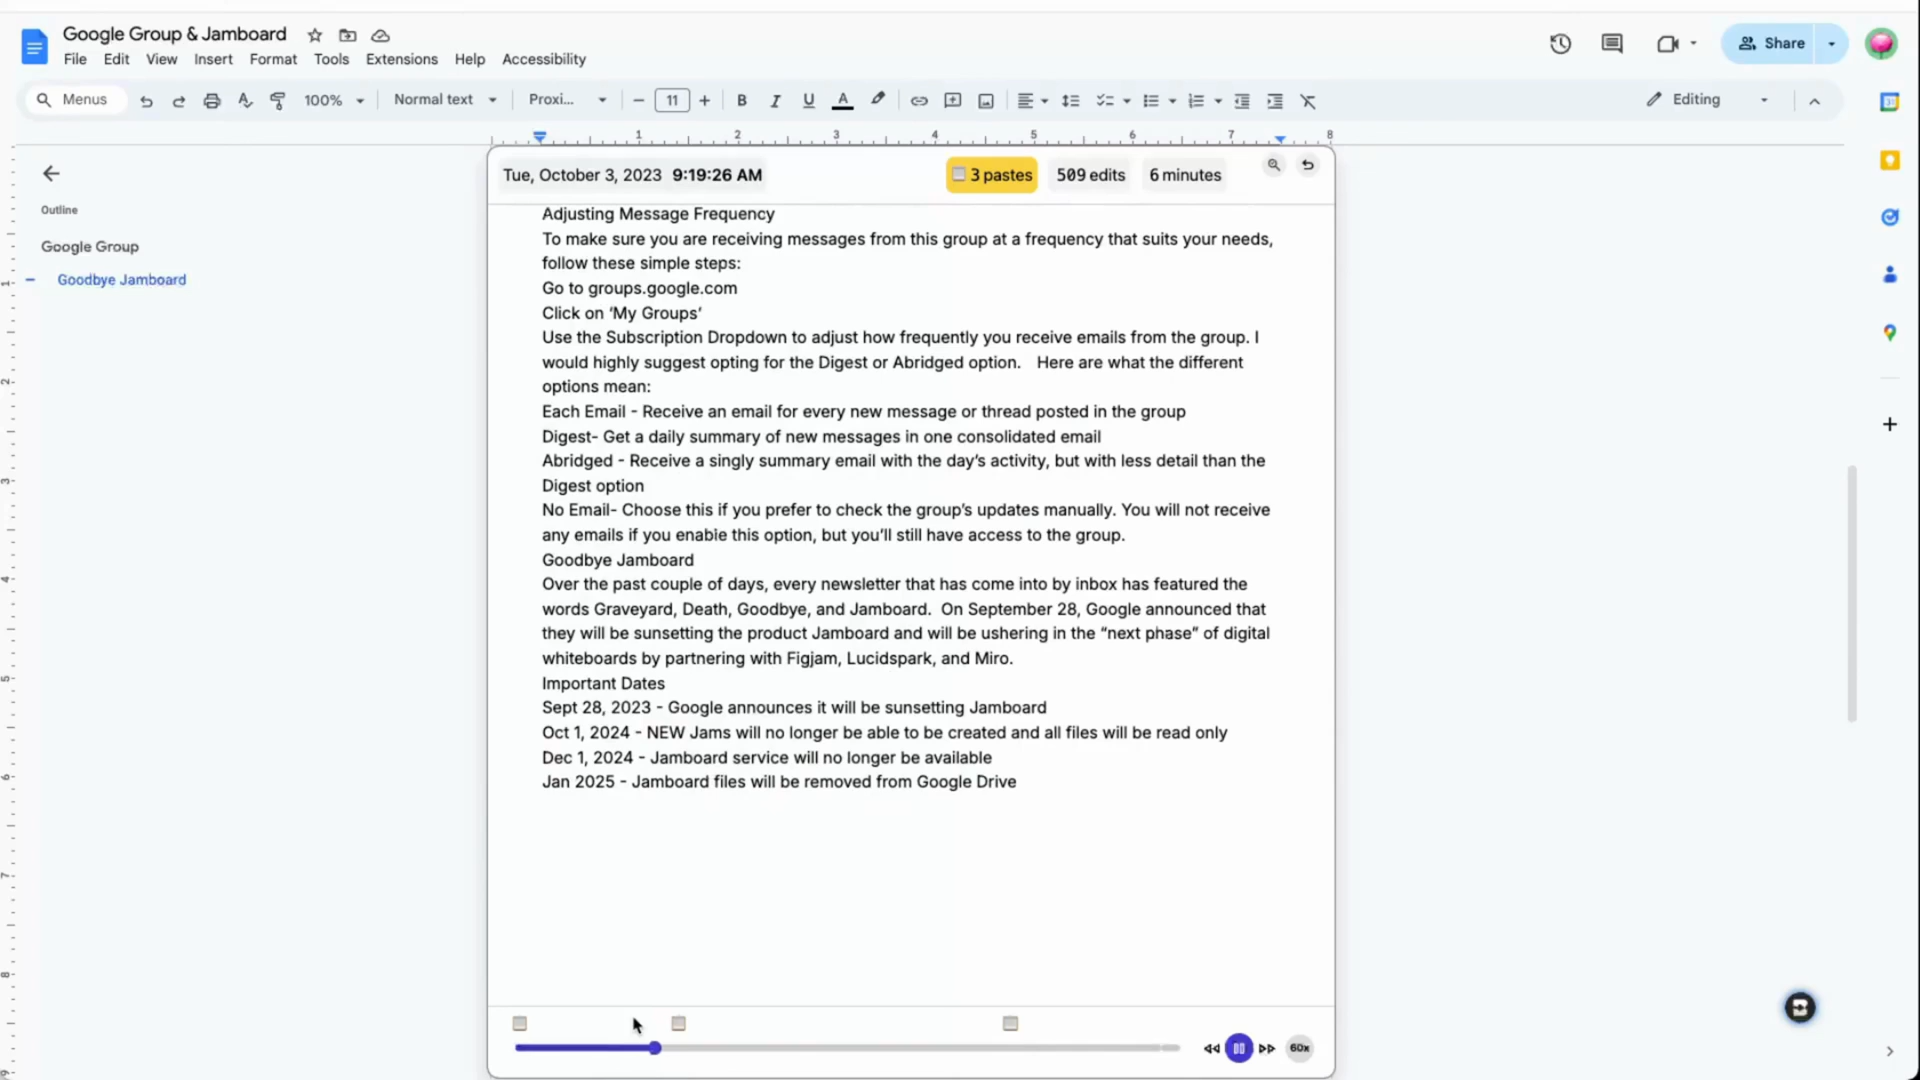 Google Group & Jamboard
File Edit View Insert Format Tools Extensions Help Accessibility
Share
Menus 100% Normal text Proxi... 11 Editing
1 2 3 4 5 6 7 8
Outline
Google Group
Goodbye Jamboard
Tue, October 3, 2023 9:19:26 AM 3 pastes 509 edits 6 minutes
Adjusting Message Frequency
To make sure you are receiving messages from this group at a frequency that suits your needs,
follow these simple steps:
Go to groups.google.com
Click on ‘My Groups’
Use the Subscription Dropdown to adjust how frequently you receive emails from the group. I
would highly suggest opting for the Digest or Abridged option. Here are what the different
options mean:
Each Email - Receive an email for every new message or thread posted in the group
Digest- Get a daily summary of new messages in one consolidated email
Abridged - Receive a singly summary email with the day’s activity, but with less detail than the
Digest option
No Email- Choose this if you prefer to check the group’s updates manually. You will not receive
any emails if you enable this option, but you’ll still have access to the group.
Goodbye Jamboard
Over the past couple of days, every newsletter that has come into by inbox has featured the
words Graveyard, Death, Goodbye, and Jamboard. On September 28, Google announced that
they will be sunsetting the product Jamboard and will be ushering in the “next phase” of digital
whiteboards by partnering with Figjam, Lucidspark, and Miro.
Important Dates
Sept 28, 2023 - Google announces it will be sunsetting Jamboard
Oct 1, 2024 - NEW Jams will no longer be able to be created and all files will be read only
Dec 1, 2024 - Jamboard service will no longer be available
Jan 2025 - Jamboard files will be removed from Google Drive
60x